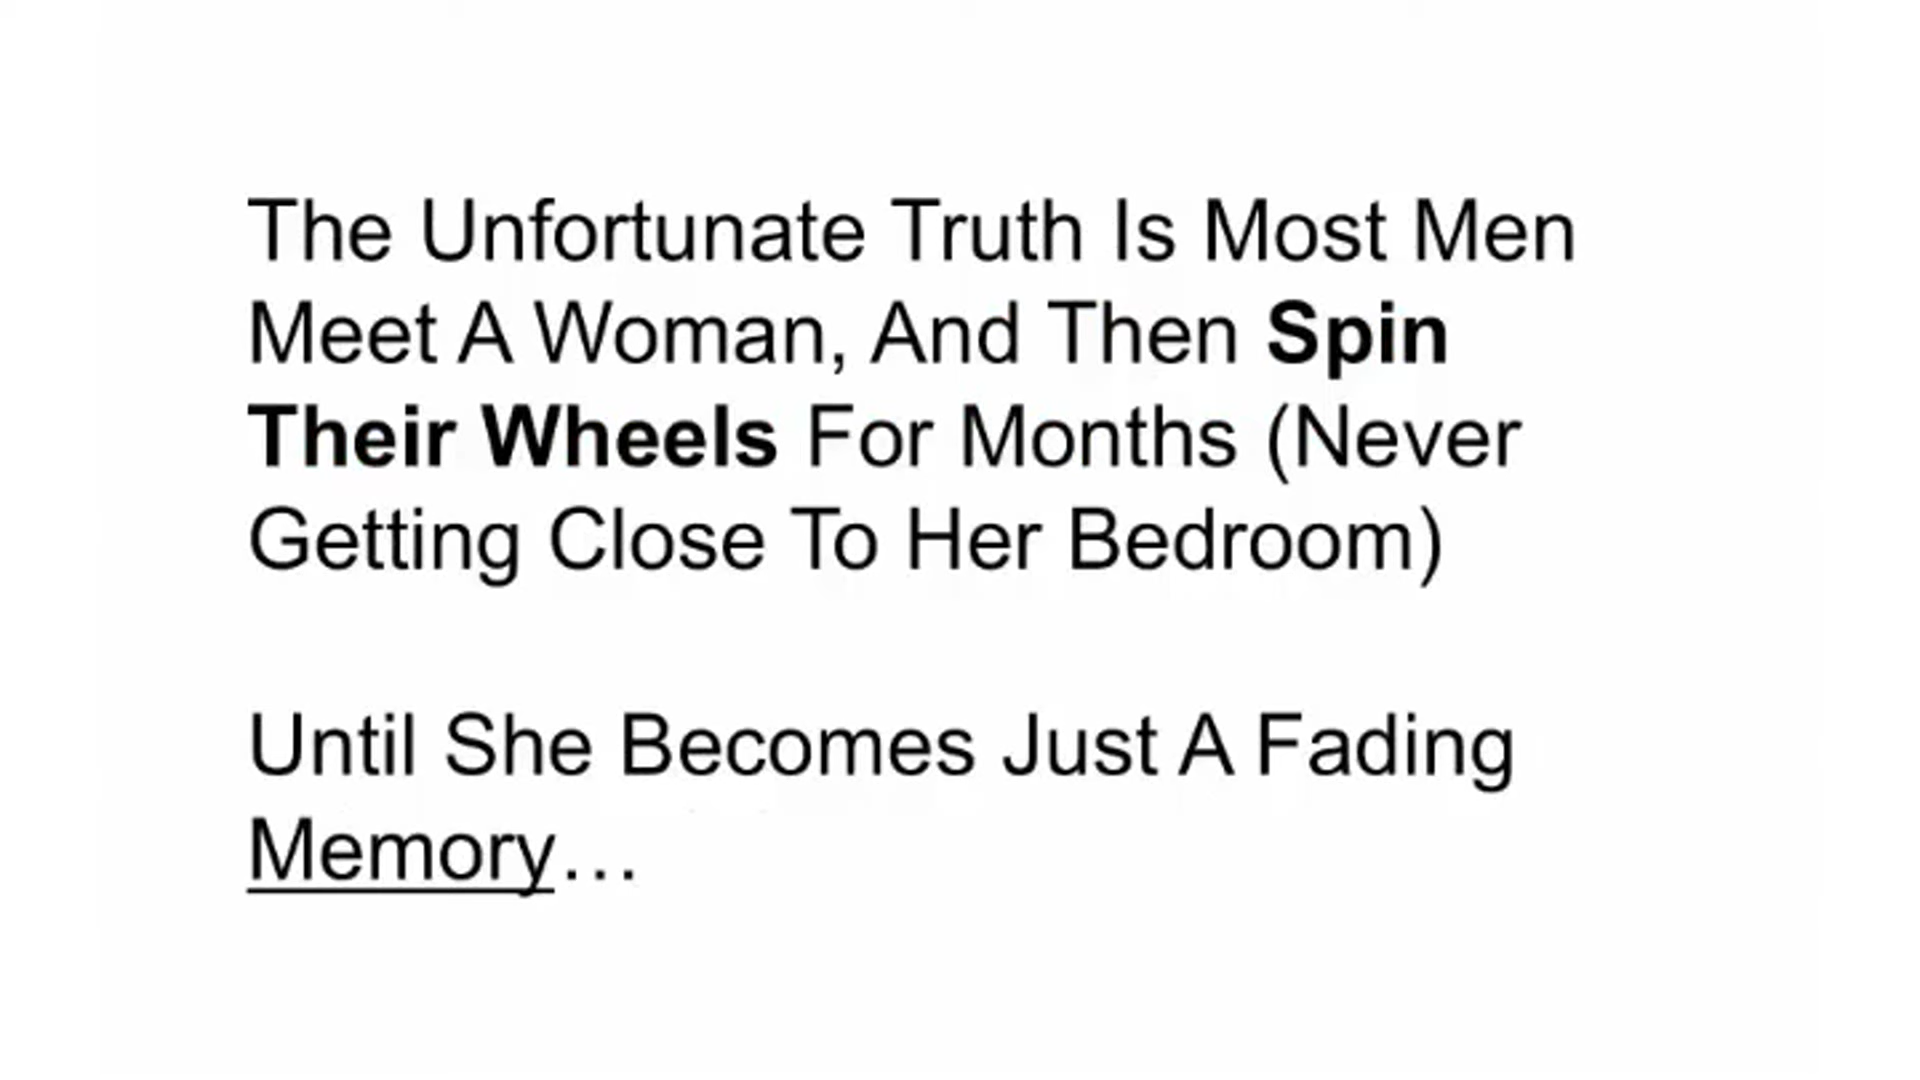 The Unfortunate Truth Is Most Men
Meet A Woman, And Then Spin
Their Wheels For Months (Never
Getting Close To Her Bedroom)
Until She Becomes Just A Fading
Memory…